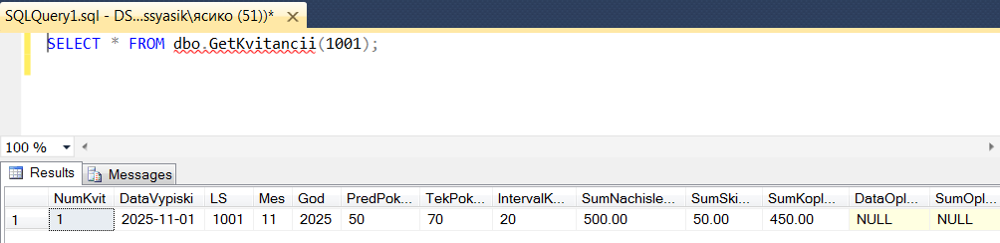 SQLQuery1.sql - DS...ssyasik\ясико (51))* ×
SELECT * FROM dbo.GetKvitancii(1001);
100 %
Results Messages
NumKvit DataVypiski LS Mes God PredPok... TekPok... IntervalK... SumNachisle... SumSki... SumKopl... DataOpl... SumOpl...
1 1 2025-11-01 1001 11 2025 50 70 20 500.00 50.00 450.00 NULL NULL